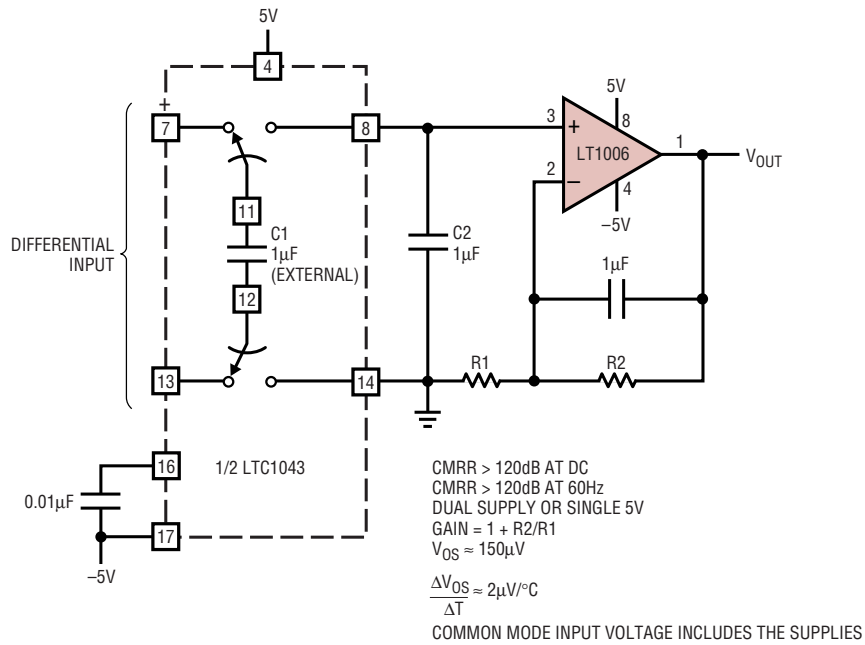 5V
4
+
7
8
DIFFERENTIAL
INPUT
11
C1
1µF
(EXTERNAL)
12
13
14
16
1/2 LTC1043
0.01µF
17
–5V
C2
1µF
5V
3
+
8
LT1006
1
VOUT
2
–
4
–5V
1µF
R1
R2
CMRR > 120dB AT DC
CMRR > 120dB AT 60Hz
DUAL SUPPLY OR SINGLE 5V
GAIN = 1 + R2/R1
VOS ≈ 150µV
ΔVOS
ΔT
≈ 2µV/°C
COMMON MODE INPUT VOLTAGE INCLUDES THE SUPPLIES